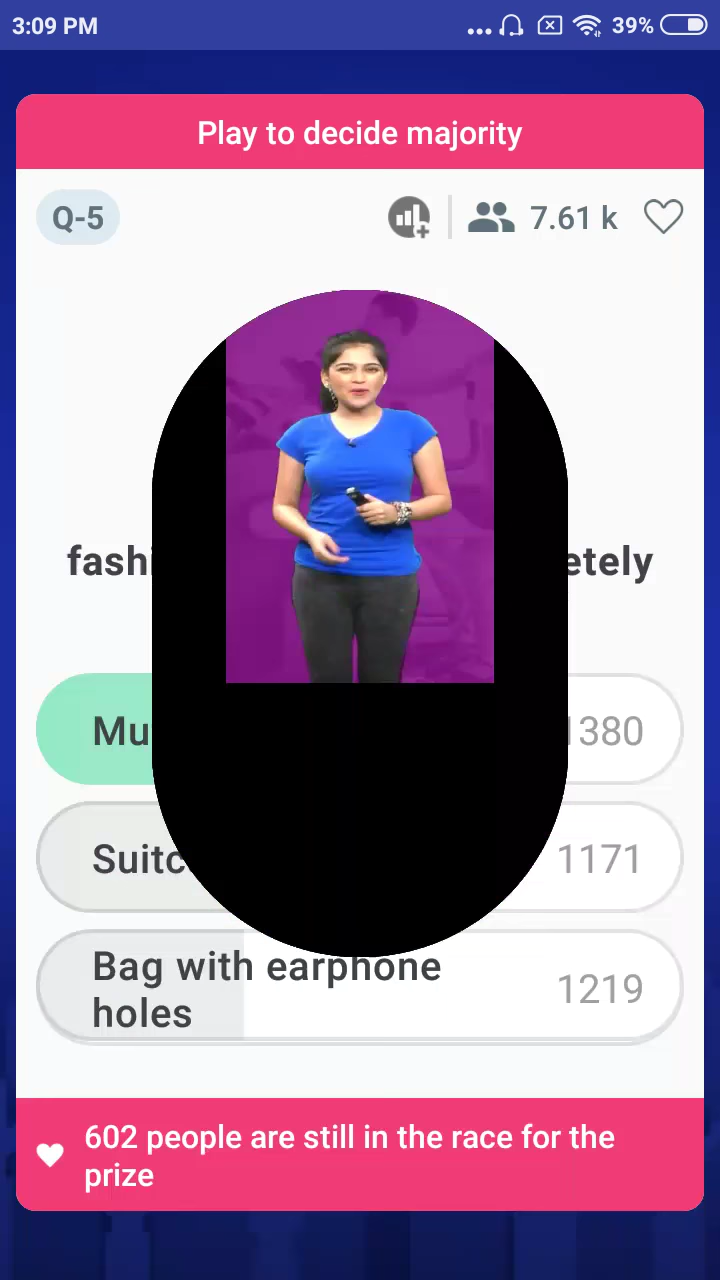 3:09 PM
39%
Play to decide majority
Q-5
7.61 k
fashi etely
Mu 1380
Suitc 1171
Bag with earphone
holes
1219
602 people are still in the race for the
prize